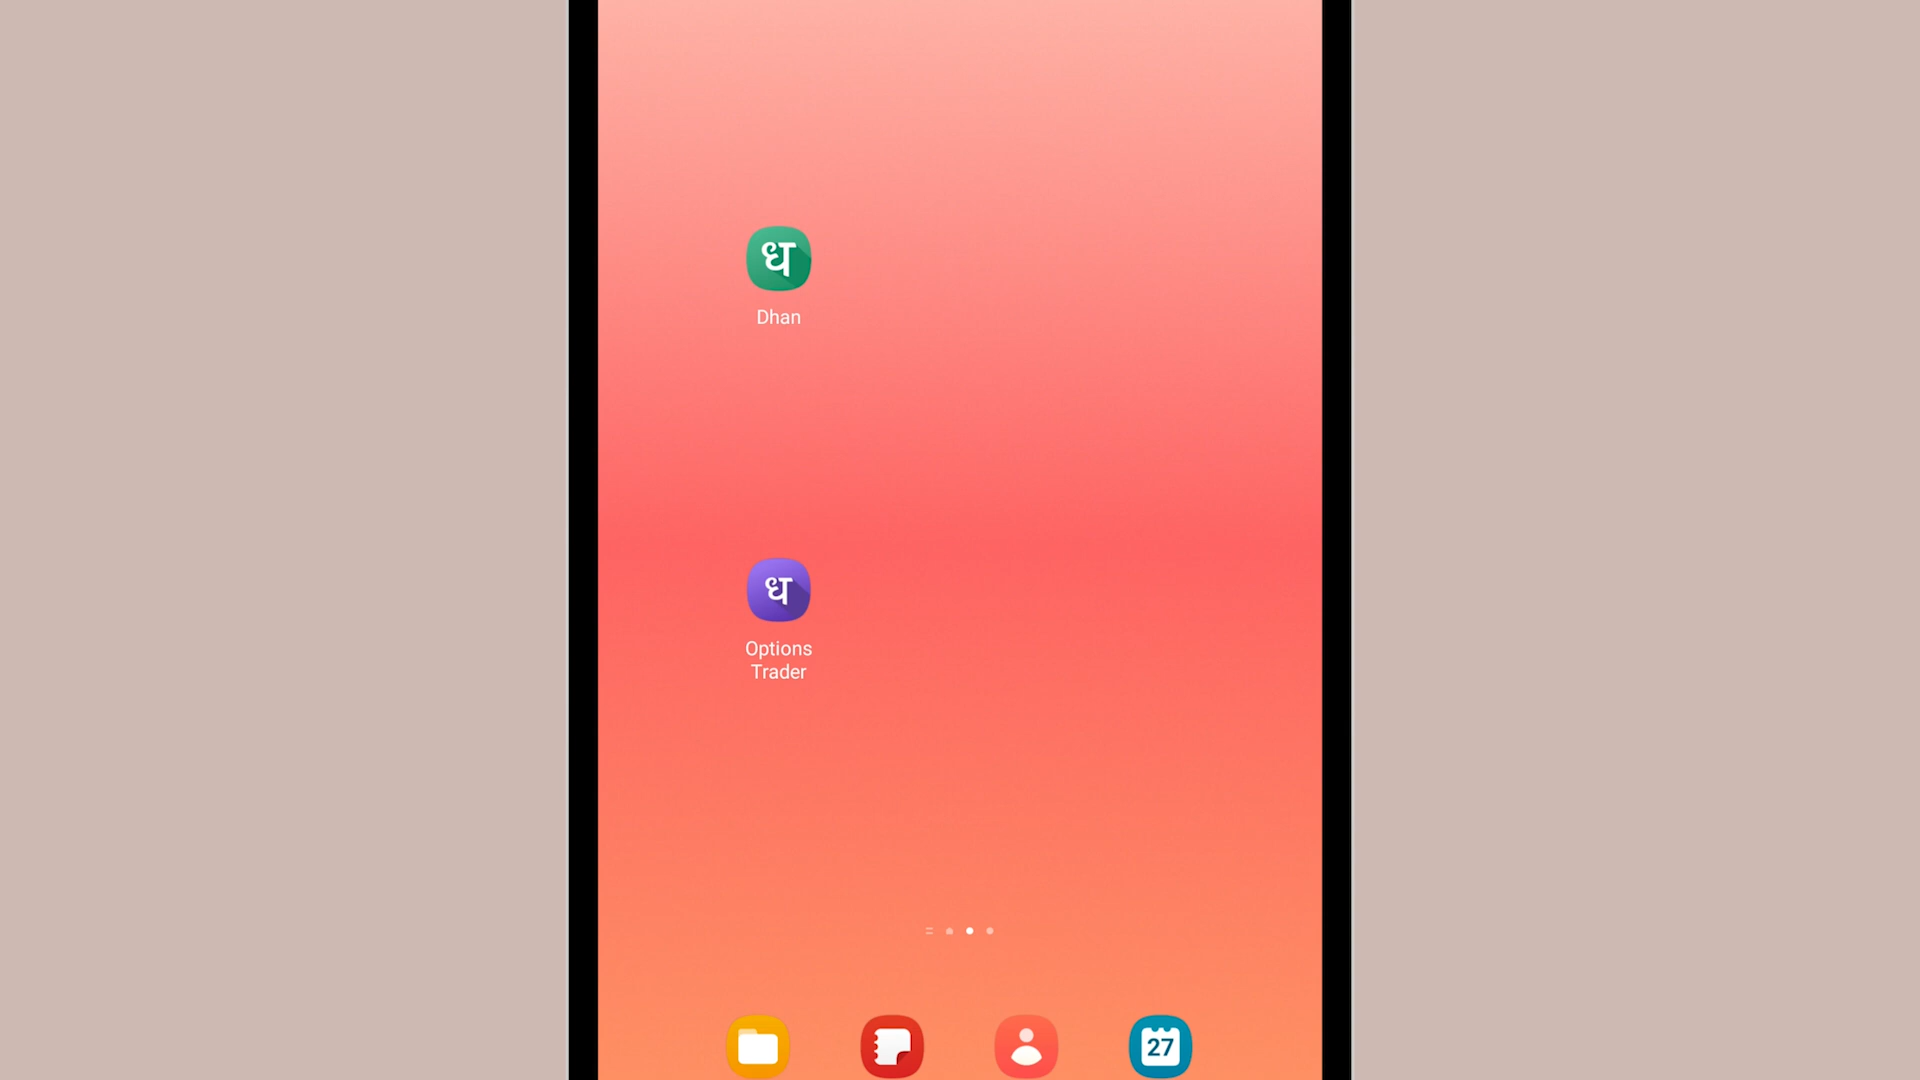 ध
Dhan
ध
Options
Trader
27